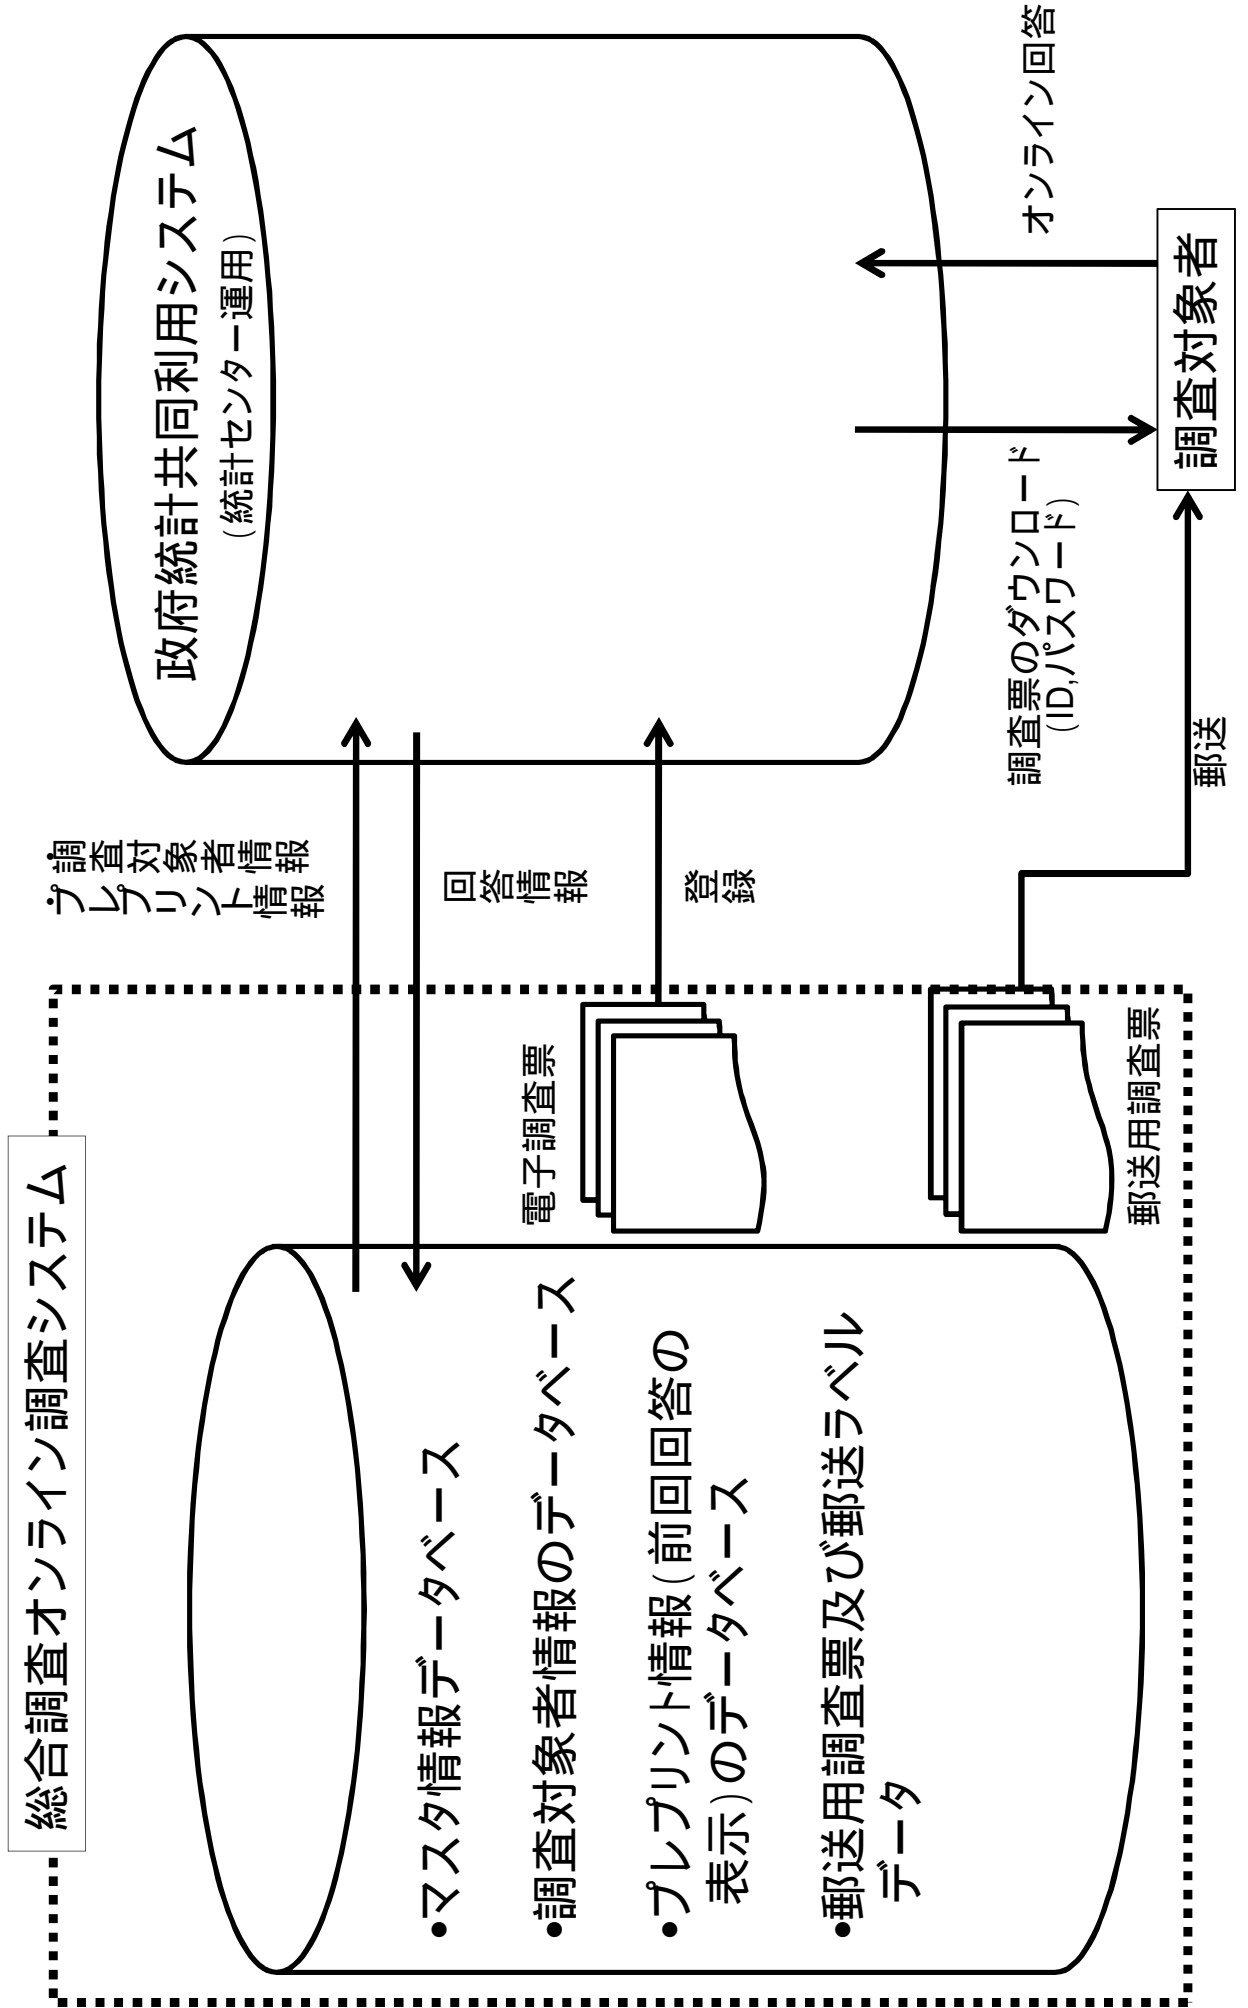 総合調査オンライン調査システム
•マスタ情報データベース
•調査対象者情報のデータベース
•プレプリント情報（前回回答の
表示）のデータベース
•郵送用調査票及び郵送ラベル
データ
•調査対象者情報
•プレプリント情報
回答情報
電子調査票
登録
郵送用調査票
郵送
政府統計共同利用システム
（統計センター運用）
調査票のダウンロード
（ID,パスワード）
オンライン回答
調査対象者